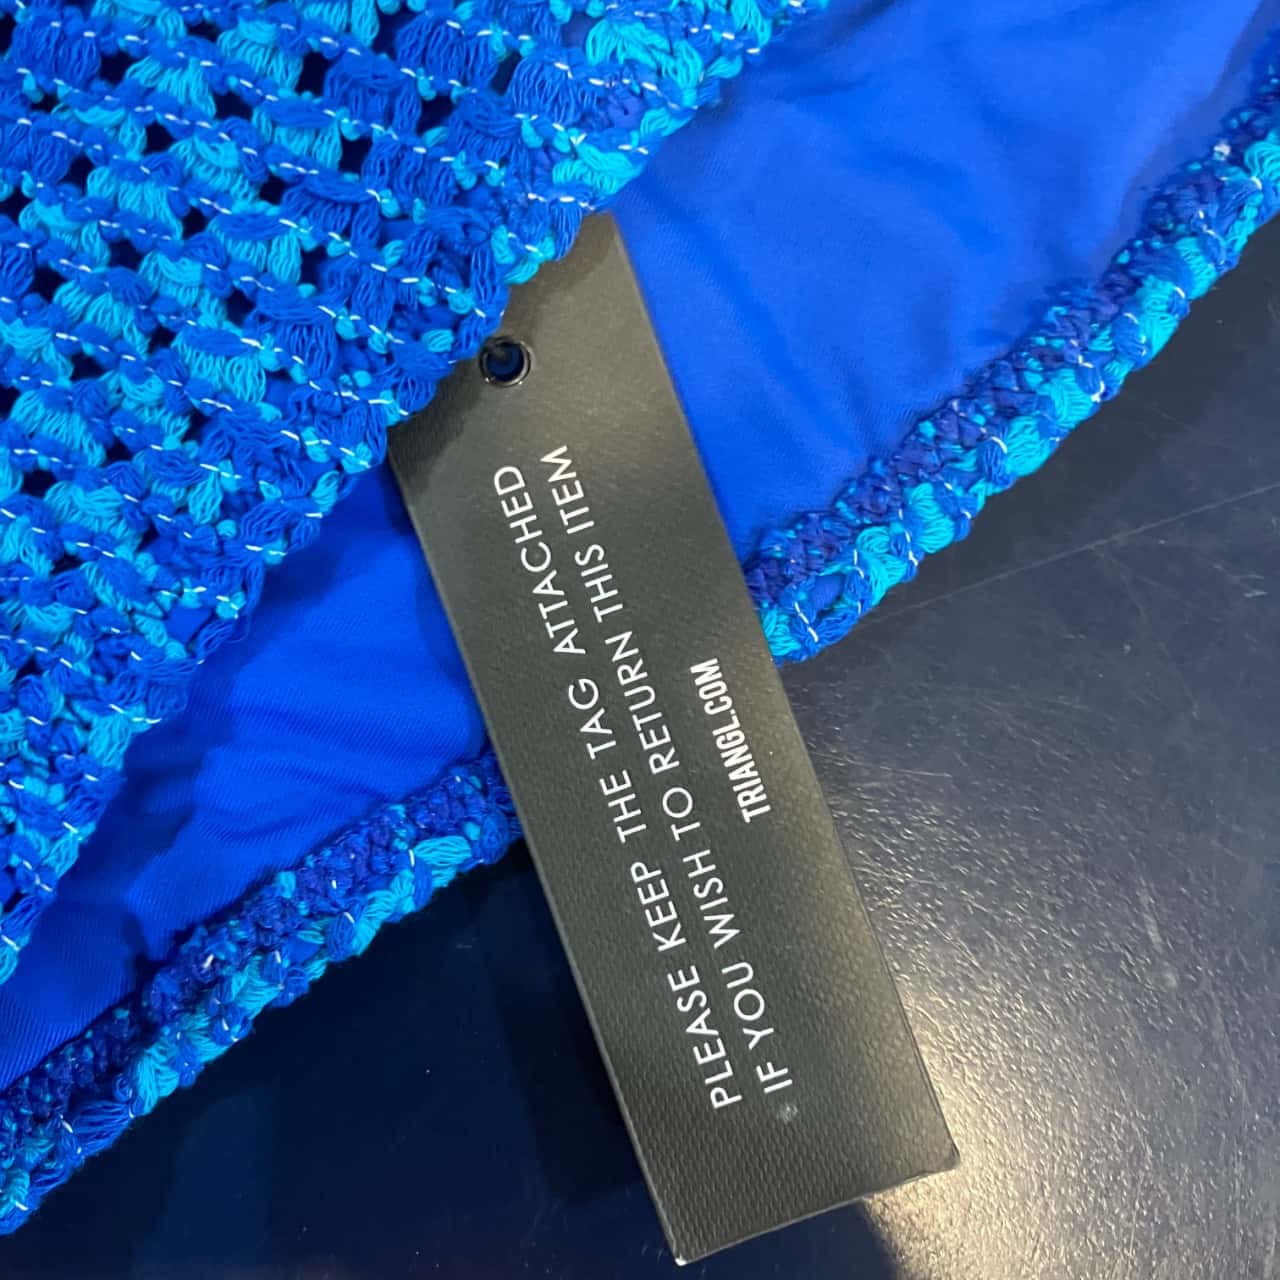 PLEASE KEEP THE TAG ATTACHED
IF YOU WISH TO RETURN THIS ITEM
TRIANGL.COM